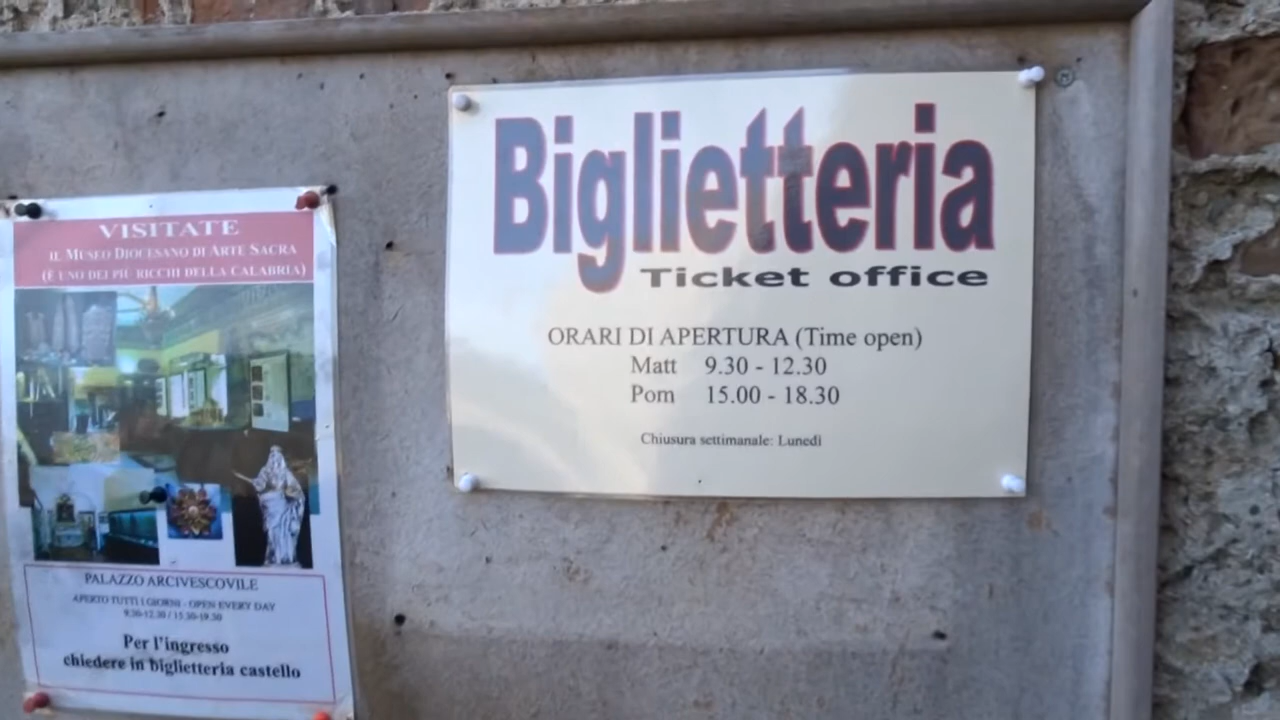 VISITATE
IL MUSEO DIOCESANO DI ARTE SACRA
(È UNO DEI PIÙ RICCHI DELLA CALABRIA)
PALAZZO ARCIVESCOVILE
APERTO TUTTI I GIORNI - OPEN EVERY DAY
9.30-12.30 / 15.30-19.30
Per l'ingresso
chiedere in biglietteria castello
Biglietteria
Ticket office
ORARI DI APERTURA (Time open)
Matt 9.30 - 12.30
Pom 15.00 - 18.30
Chiusura settimanale: Lunedì